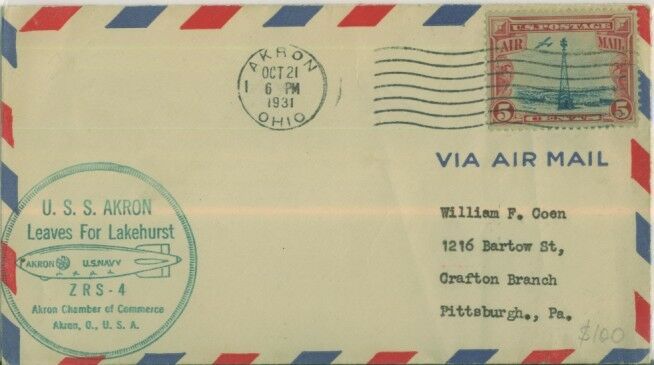 AKRON
OCT 21
1 6 PM
1931
OHIO
U.S. POSTAGE
AIR MAIL
5 CENTS 5
VIA AIR MAIL
U. S. S. AKRON
Leaves For Lakehurst
AKRON U.S.NAVY
ZRS-4
Akron Chamber of Commerce
Akron, O., U. S. A.
William F. Coen
1216 Bartow St,
Crafton Branch
Pittsburgh., Pa.
$100